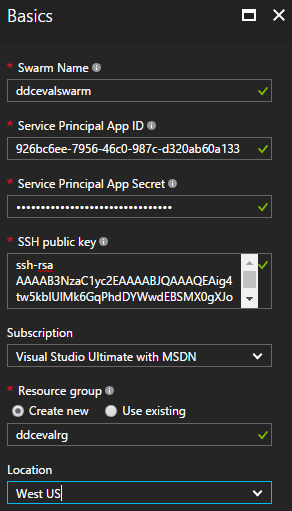 Basics
* Swarm Name
ddcevalswarm
* Service Principal App ID
926bc6ee-7956-46c0-987c-d320ab60a133
* Service Principal App Secret
•••••••••••••••••••••••••••••••
* SSH public key
ssh-rsa
AAAAB3NzaC1yc2EAAAABJQAAAQEAig4
tw5kblUlMk6GqPhdDYWwdEBSMX0gXJo
Subscription
Visual Studio Ultimate with MSDN
* Resource group
Create new Use existing
ddcevalrg
Location
West US